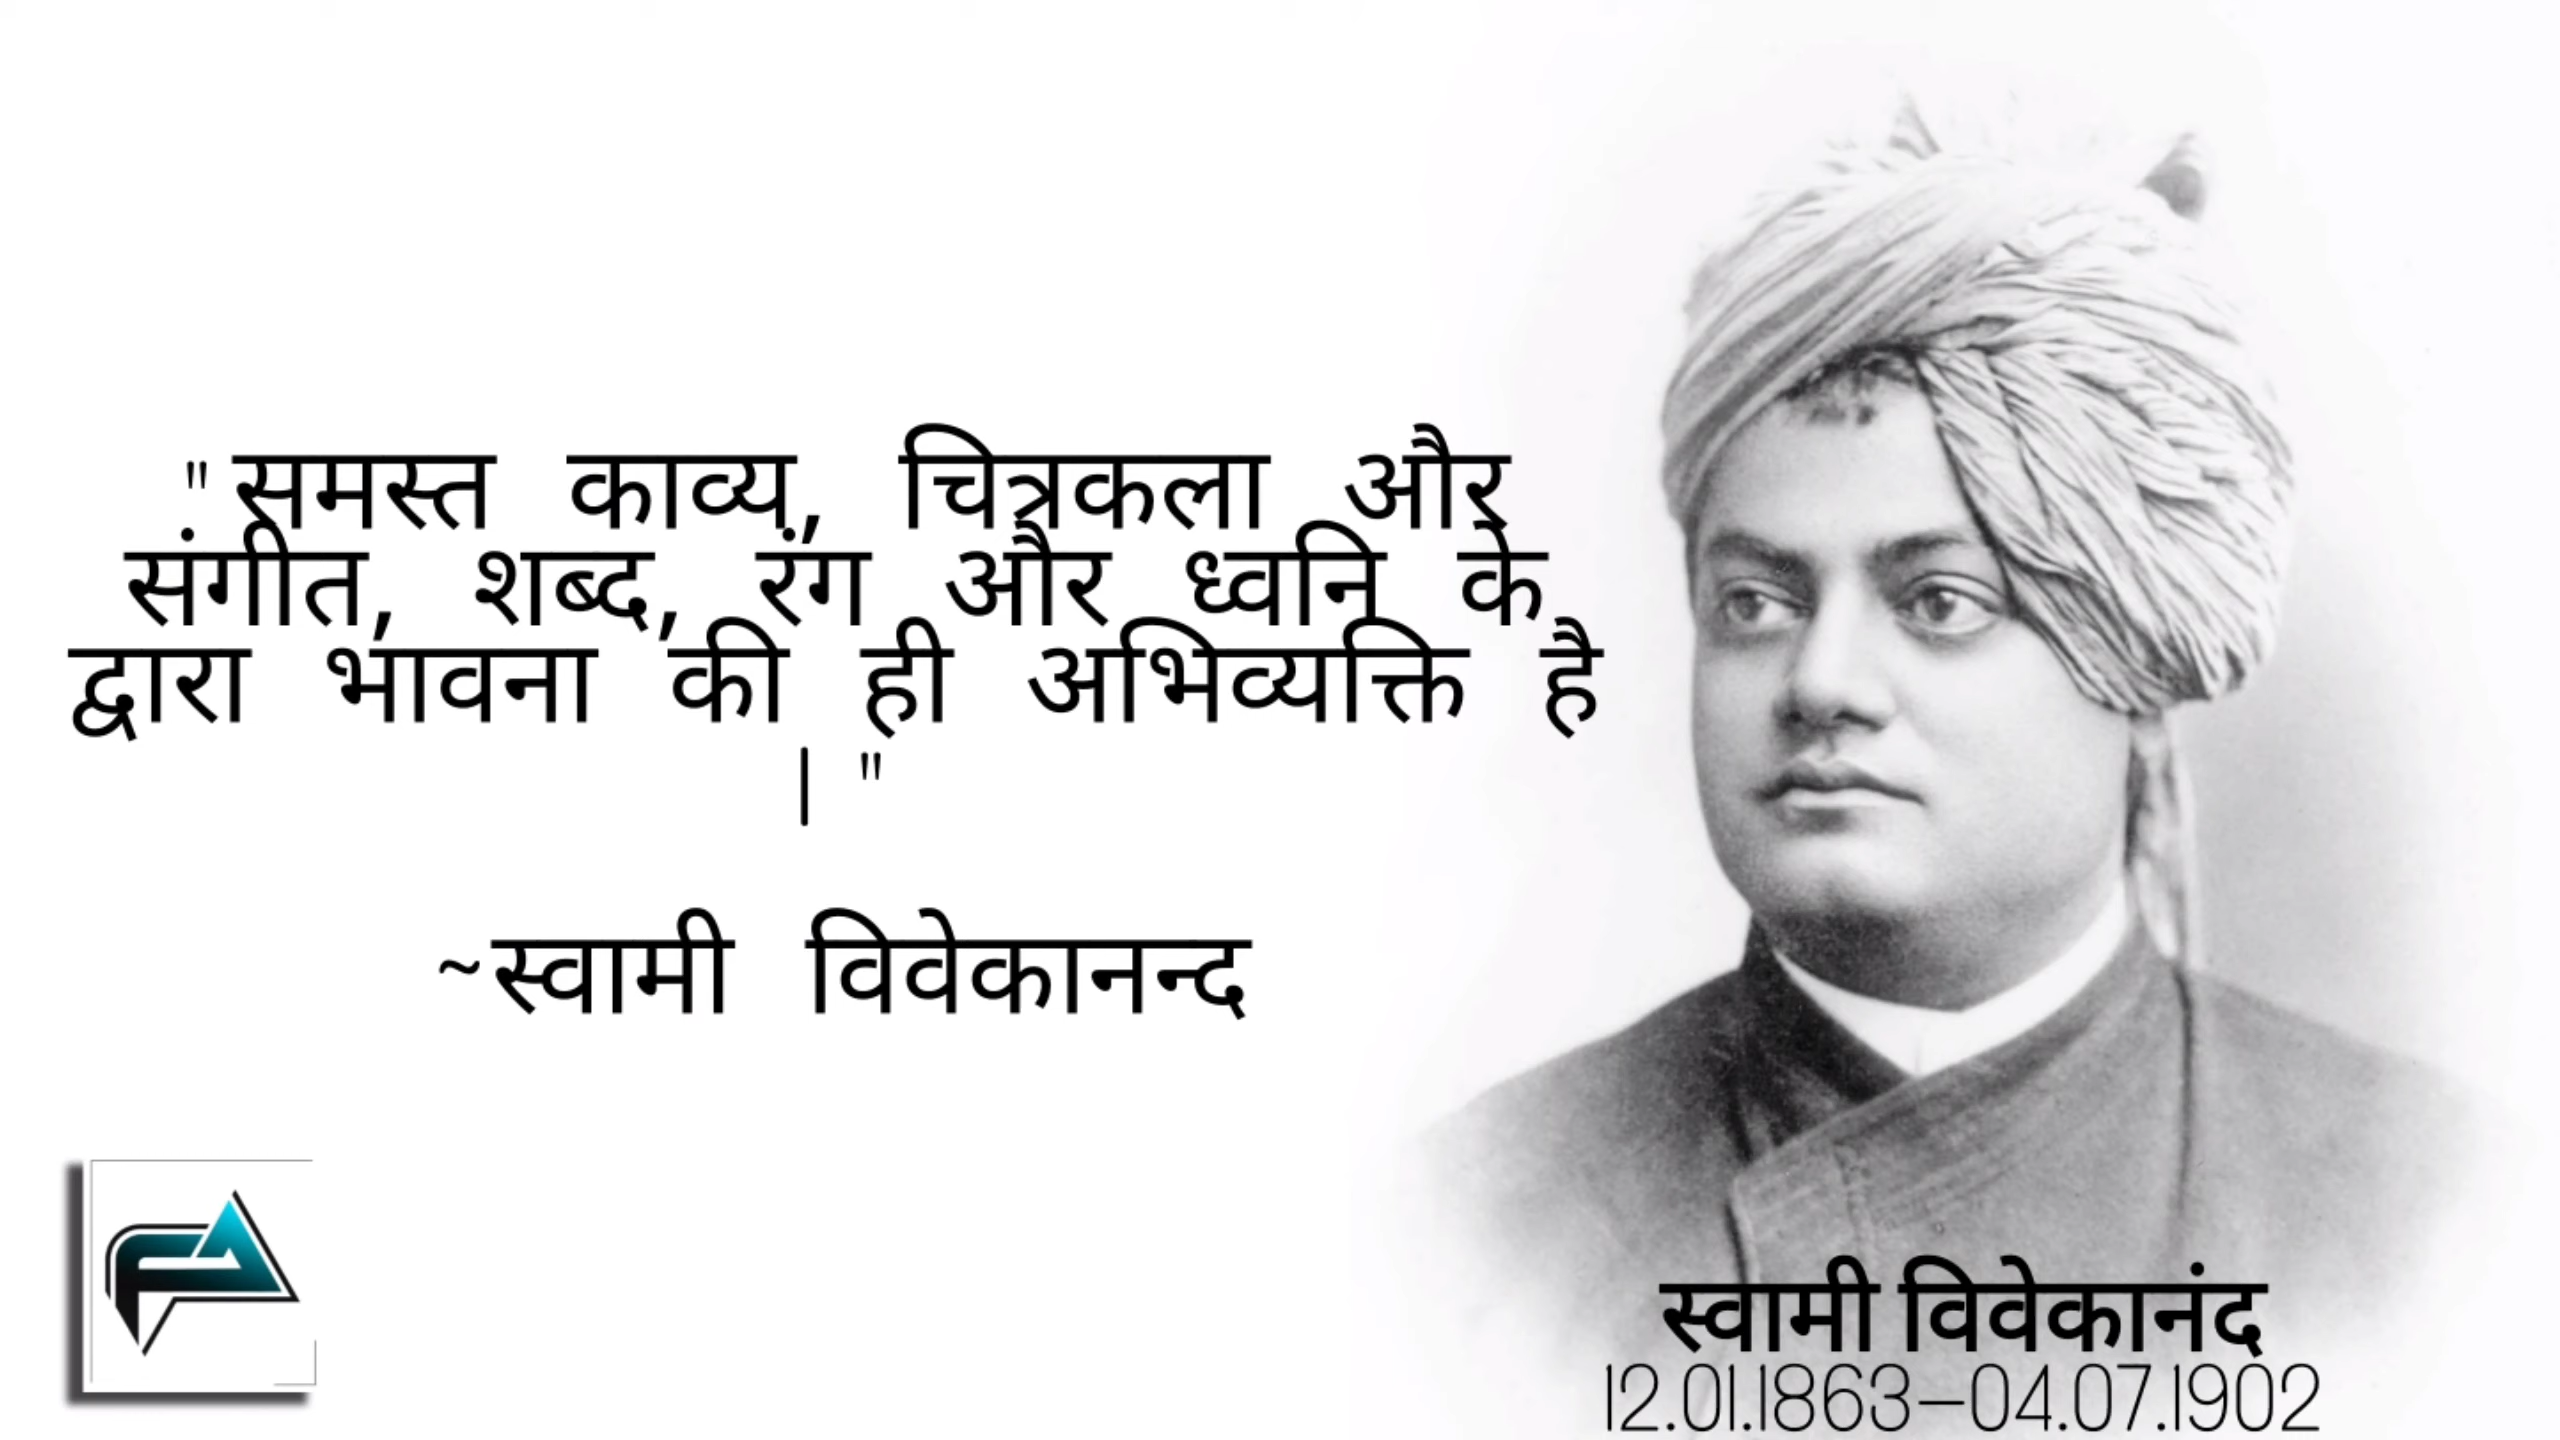 " समस्त काव्य, चित्रकला और
संगीत, शब्द, रंग और ध्वनि के
द्वारा भावना की ही अभिव्यक्ति है
| "
~स्वामी विवेकानन्द
स्वामी विवेकानंद
12.01.1863–04.07.1902